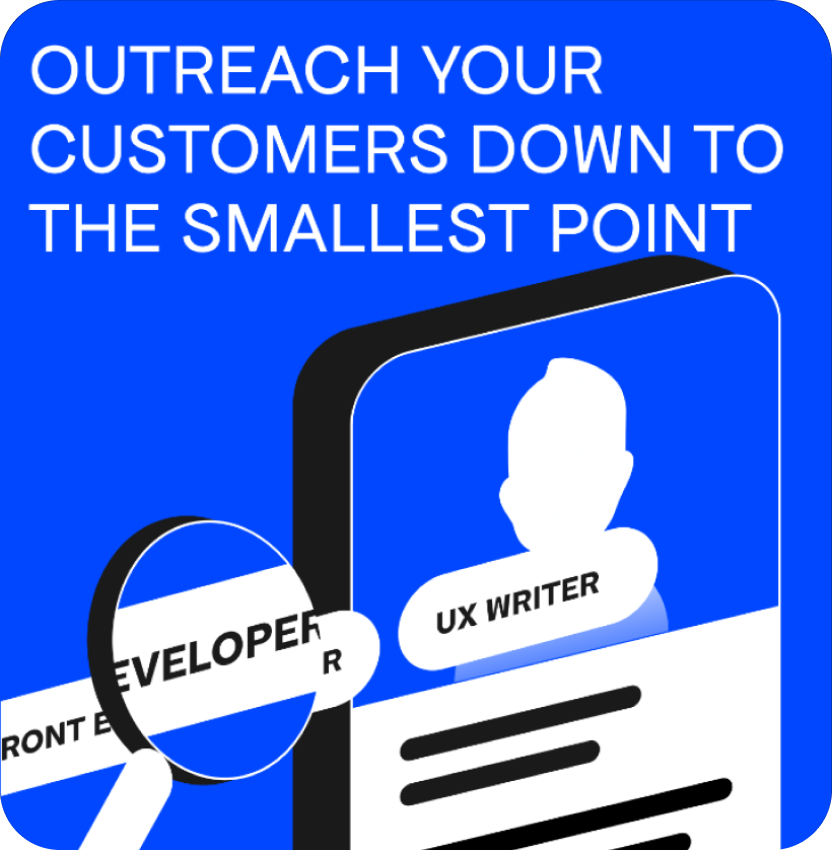 OUTREACH YOUR
CUSTOMERS DOWN TO
THE SMALLEST POINT
UX WRITER
EVELOPER
R
RONT E